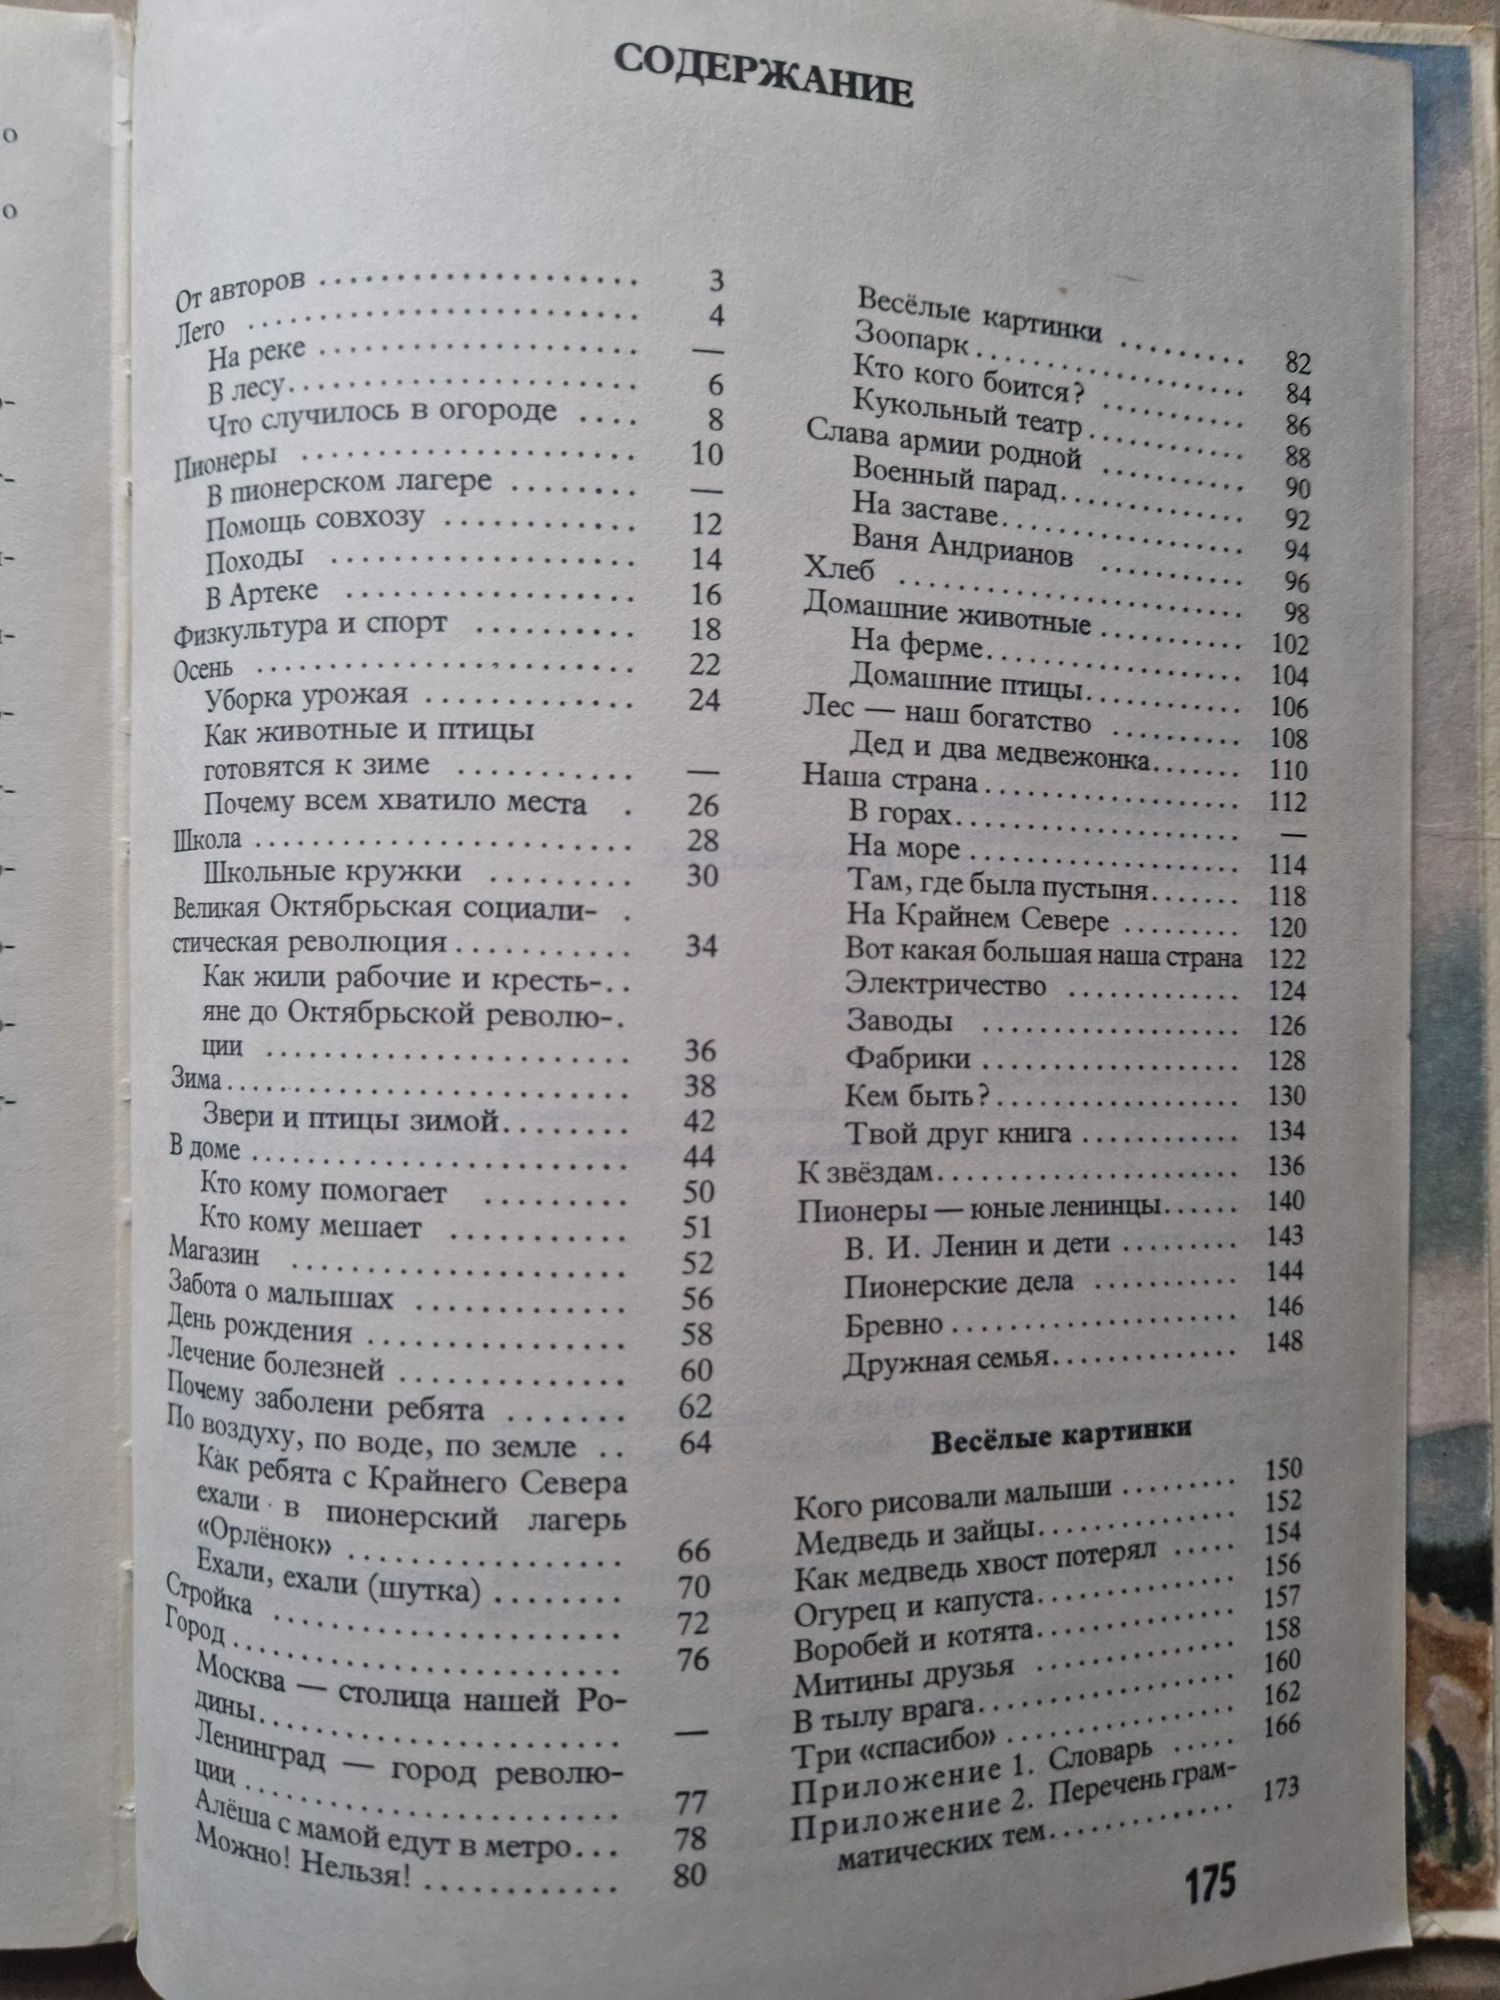 СОДЕРЖАНИЕ
От авторов . . . . . . . . . . 3
Лето . . . . . . . . . . 4
На реке . . . . . . . . . . —
В лесу . . . . . . . . . . 6
Что случилось в огороде . . . . 8
Пионеры . . . . . . . . . . 10
В пионерском лагере . . . . . . . —
Помощь совхозу . . . . . . . . . . 12
Походы . . . . . . . . . . 14
В Артеке . . . . . . . . . . 16
Физкультура и спорт . . . . . . . . . 18
Осень . . . . . . . . . . 22
Уборка урожая . . . . . . . . . . 24
Как животные и птицы
готовятся к зиме . . . . . . . . . —
Почему всем хватило места . 26
Школа . . . . . . . . . . 28
Школьные кружки . . . . . . . . . 30
Великая Октябрьская социали- .
стическая революция . . . . . . . . . . 34
Как жили рабочие и кресть- . .
яне до Октябрьской револю- .
ции . . . . . . . . . . 36
Зима . . . . . . . . . . 38
Звери и птицы зимой . . . . . . . . 42
В доме . . . . . . . . . . 44
Кто кому помогает . . . . . . . . . 50
Кто кому мешает . . . . . . . . . . 51
Магазин . . . . . . . . . . 52
Забота о малышах . . . . . . . . . . 56
День рождения . . . . . . . . . . 58
Лечение болезней . . . . . . . . . . 60
Почему заболели ребята . . . . . . . 62
По воздуху, по воде, по земле . . 64
Как ребята с Крайнего Севера
ехали в пионерский лагерь
«Орлёнок» . . . . . . . . . . 66
Ехали, ехали (шутка) . . . . . . . . 70
Стройка . . . . . . . . . . 72
Город . . . . . . . . . . 76
Москва — столица нашей Ро-
дины . . . . . . . . . . —
Ленинград — город револю-
ции . . . . . . . . . . 77
Алёша с мамой едут в метро . . . 78
Можно! Нельзя! . . . . . . . . . . 80
Весёлые картинки . . . . . . . . . 82
Зоопарк . . . . . . . . . . 84
Кто кого боится? . . . . . . . . . . 86
Кукольный театр . . . . . . . . . . 88
Слава армии родной . . . . . . . . . . 90
Военный парад . . . . . . . . . . 92
На заставе . . . . . . . . . . 94
Ваня Андрианов . . . . . . . . . . 96
Хлеб . . . . . . . . . . 98
Домашние животные . . . . . . . . . . 102
На ферме . . . . . . . . . . 104
Домашние птицы . . . . . . . . . . 106
Лес — наш богатство . . . . . . . . . 108
Дед и два медвежонка . . . . . . . 110
Наша страна . . . . . . . . . . 112
В горах . . . . . . . . . . —
На море . . . . . . . . . . 114
Там, где была пустыня . . . . . . . 118
На Крайнем Севере . . . . . . . . . 120
Вот какая большая наша страна 122
Электричество . . . . . . . . . . 124
Заводы . . . . . . . . . . 126
Фабрики . . . . . . . . . . 128
Кем быть? . . . . . . . . . . 130
Твой друг книга . . . . . . . . . . 134
К звёздам . . . . . . . . . . 136
Пионеры — юные ленинцы . . . . . . 140
В. И. Ленин и дети . . . . . . . . . 143
Пионерские дела . . . . . . . . . . 144
Бревно . . . . . . . . . . 146
Дружная семья . . . . . . . . . . 148
Весёлые картинки
Кого рисовали малыши . . . . . . . . . 150
Медведь и зайцы . . . . . . . . . . 152
Как медведь хвост потерял . . . . . 154
Огурец и капуста . . . . . . . . . . 156
Воробей и котята . . . . . . . . . . 157
Митины друзья . . . . . . . . . . 158
В тылу врага . . . . . . . . . . 160
Три «спасибо» . . . . . . . . . . 162
Приложение 1. Словарь . . . . . 166
Приложение 2. Перечень грам-
матических тем . . . . . . . . . . 173
175